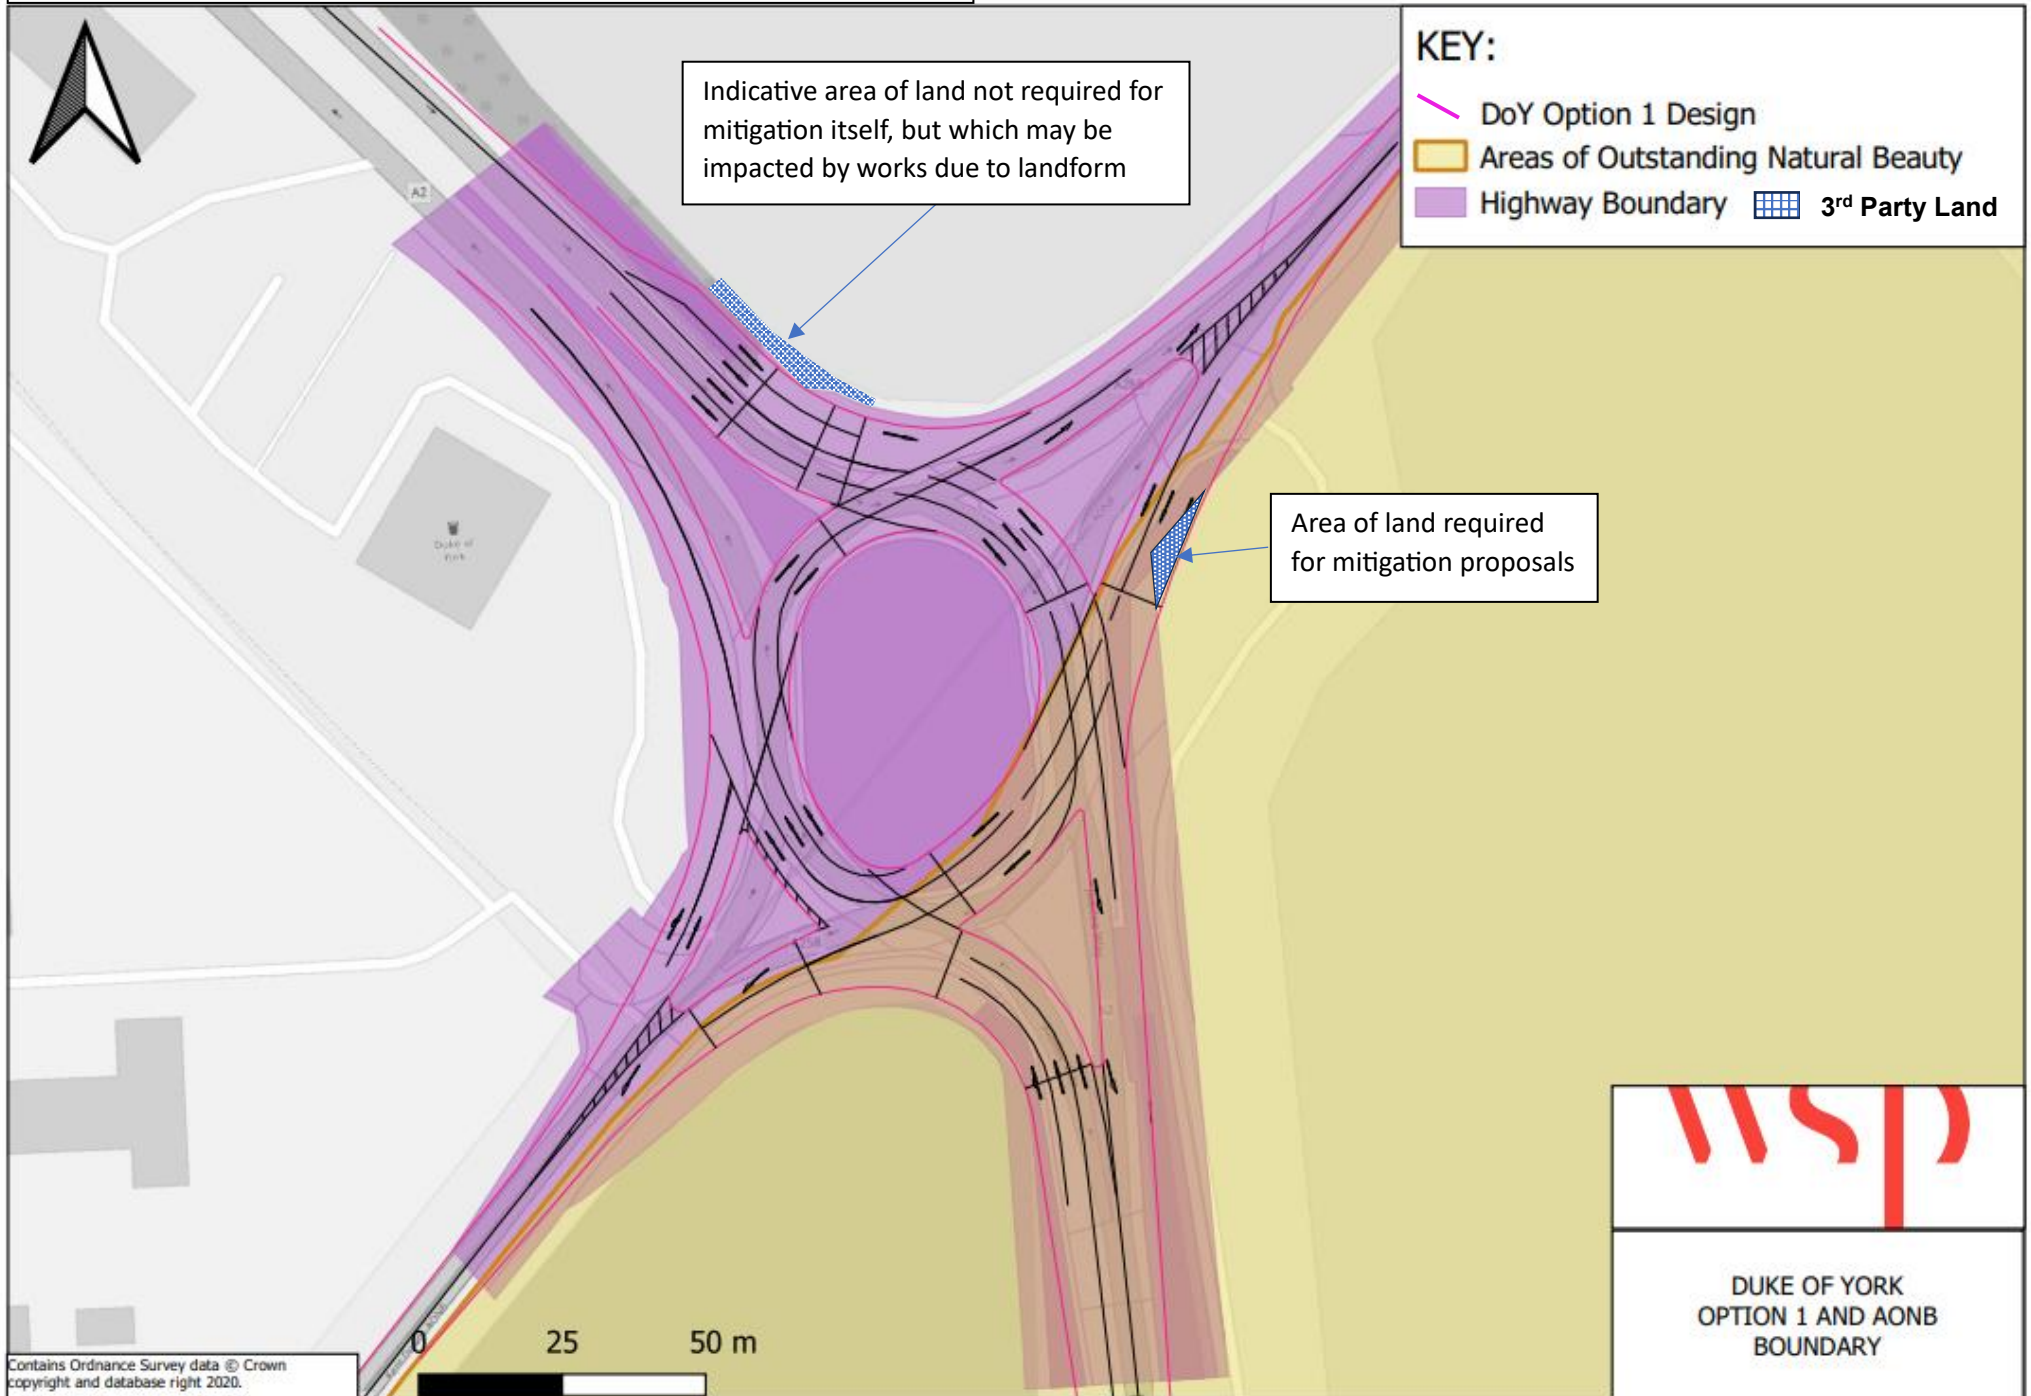 Indicative area of land not required for
mitigation itself, but which may be
impacted by works due to landform
KEY:
DoY Option 1 Design
Areas of Outstanding Natural Beauty
Highway Boundary
3rd Party Land
A2
Duke of
York
Area of land required
for mitigation proposals
wsp
DUKE OF YORK
OPTION 1 AND AONB
BOUNDARY
0 25 50 m
Contains Ordnance Survey data © Crown
copyright and database right 2020.